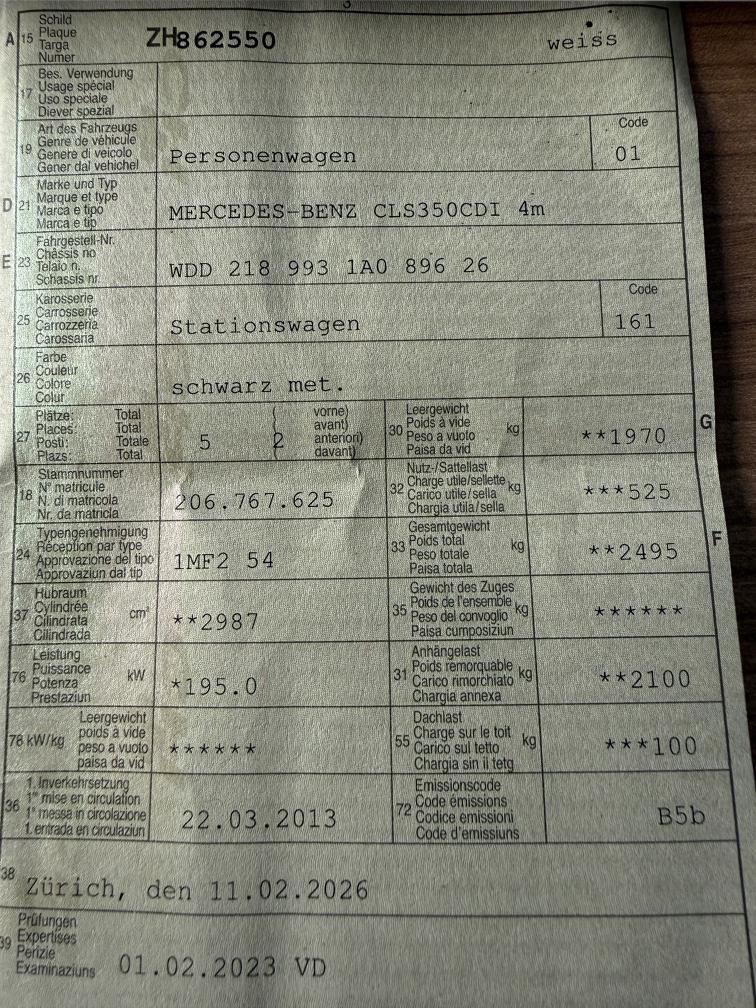 A 15 Schild
Plaque
Targa
Numer
ZH862550 weiss
17 Bes. Verwendung
Usage spécial
Uso speciale
Diever spezial
19 Art des Fahrzeugs
Genre de véhicule
Genere di veicolo
Gener dal vehichel
Personenwagen
Code
01
D 21 Marke und Typ
Marque et type
Marca e tipo
Marca e tip
MERCEDES-BENZ CLS350CDI 4m
E 23 Fahrgestell-Nr.
Châssis no
Telaio n.
Schassis nr.
WDD 218 993 1A0 896 26
25 Karosserie
Carrosserie
Carrozzeria
Carossaria
Stationswagen
Code
161
26 Farbe
Couleur
Colore
Colur
schwarz met.
27 Plätze: Total
Places: Total
Posti: Totale
Plazs: Total
5 ( 2 vorne)
avant)
anteriori)
davant)
30 Leergewicht
Poids à vide
Peso a vuoto
Paisa da vid
kg
**1970
G
18 Stammnummer
N° matricule
N. di matricola
Nr. da matricla
206.767.625
32 Nutz-/Sattellast
Charge utile/sellette
Carico utile/sella
Chargia utila/sella
kg
***525
24 Typengenehmigung
Réception par type
Approvazione del tipo
Approvaziun dal tip
1MF2 54
33 Gesamtgewicht
Poids total
Peso totale
Paisa totala
kg
**2495
F
37 Hubraum
Cylindrée
Cilindrata
Cilindrada
cm³
**2987
35 Gewicht des Zuges
Poids de l'ensemble
Peso del convoglio
Paisa cumposiziun
kg
******
76 Leistung
Puissance
Potenza
Prestaziun
kW
*195.0
31 Anhängelast
Poids remorquable
Carico rimorchiato
Chargia annexa
kg
**2100
78 kW/kg Leergewicht
poids à vide
peso a vuoto
paisa da vid
******
55 Dachlast
Charge sur le toit
Carico sul tetto
Chargia sin il tetg
kg
***100
36 1. Inverkehrsetzung
1re mise en circulation
1a messa in circolazione
1. entrada en circulaziun
22.03.2013
72 Emissionscode
Code émissions
Codice emissioni
Code d'emissiuns
B5b
38
Zürich, den 11.02.2026
39 Prüfungen
Expertises
Perizie
Examinaziuns
01.02.2023 VD